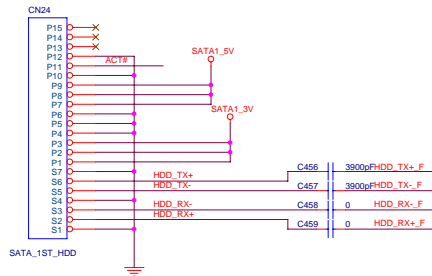 CN24
P15
P14
P13
P12
P11
ACT#
P10
P9
P8
P7
P6
P5
P4
P3
P2
P1
S7
S6
S5
S4
S3
S2
S1
SATA_1ST_HDD
SATA1_5V
SATA1_3V
HDD_TX+
C456
3900pF
HDD_TX+_F
HDD_TX-
C457
3900pF
HDD_TX-_F
HDD_RX-
C458
0
HDD_RX-_F
HDD_RX+
C459
0
HDD_RX+_F